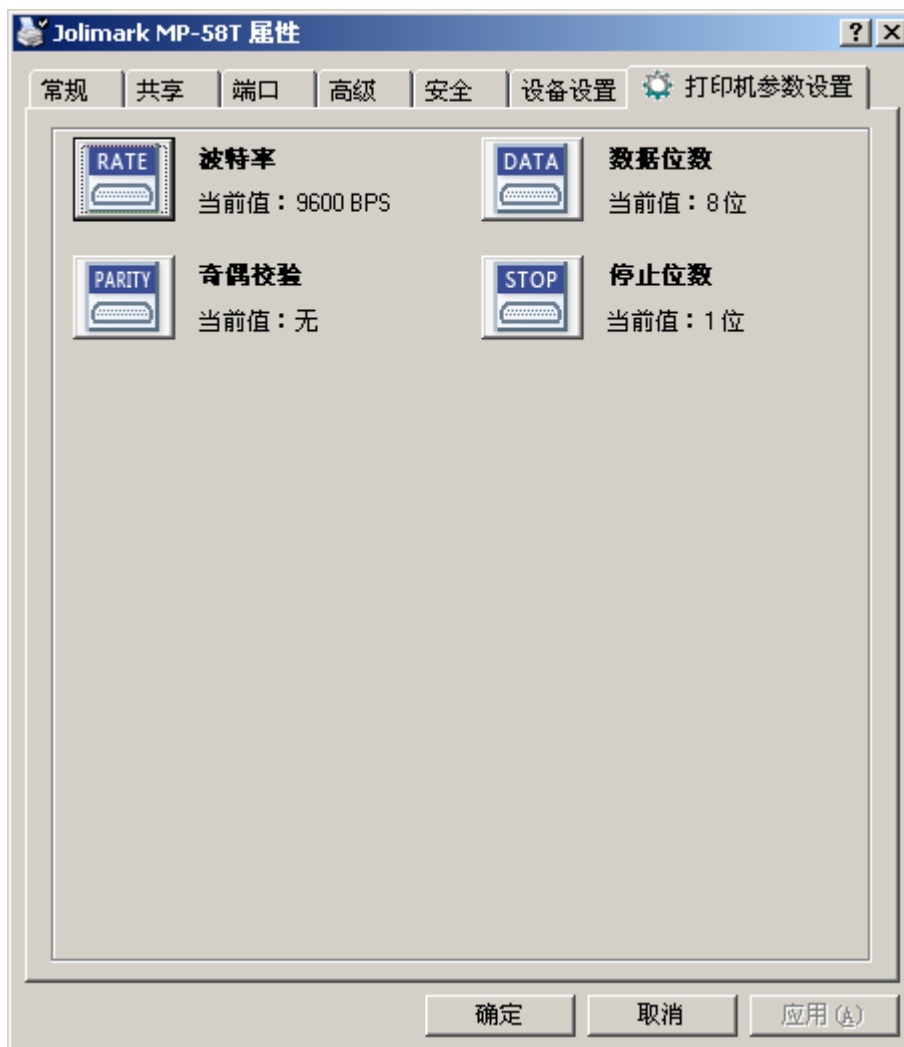 Jolimark MP-58T 属性
常规 共享 端口 高级 安全 设备设置 打印机参数设置
RATE 波特率 DATA 数据位数
当前值：9600 BPS 当前值：8位
PARITY 奇偶校验 STOP 停止位数
当前值：无 当前值：1位
确定 取消 应用(A)